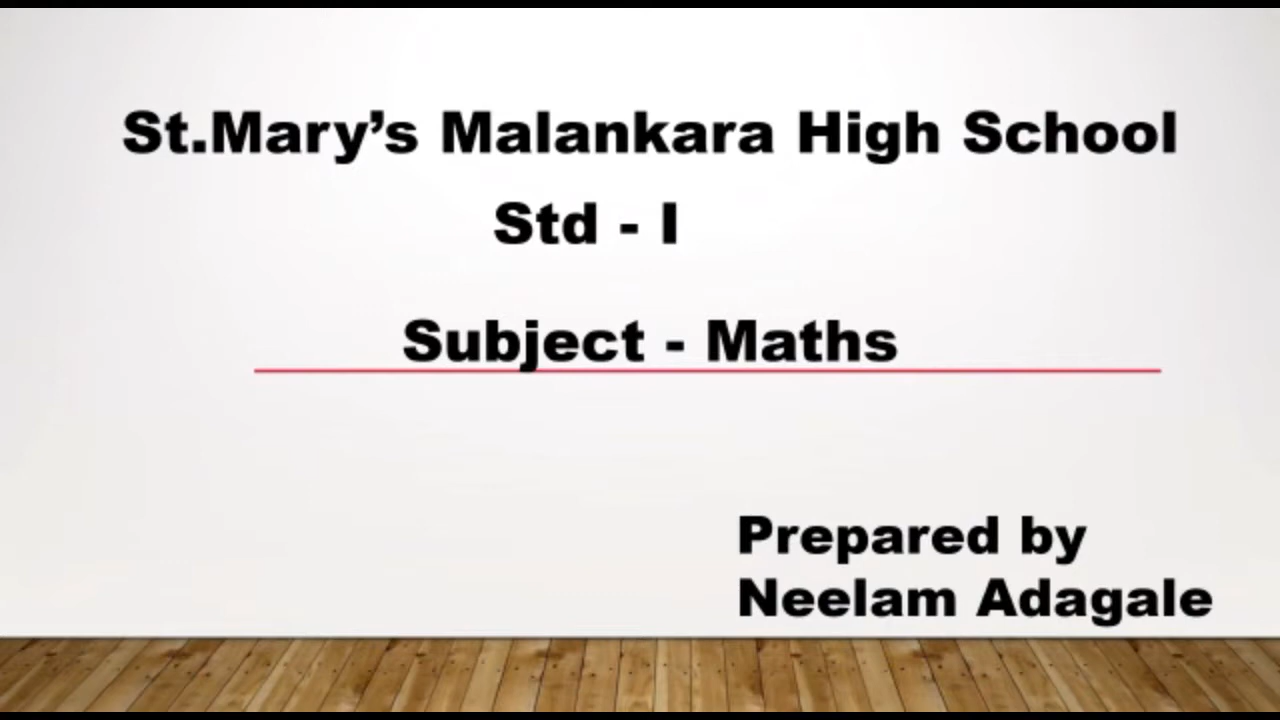 St.Mary’s Malankara High School
Std - I
Subject - Maths
Prepared by
Neelam Adagale